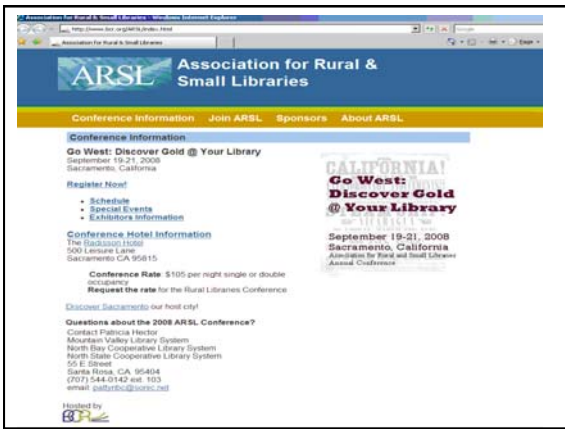 Association for Rural & Small Libraries - Windows Internet Explorer
Google
Association for Rural & Small Libraries
Page
ARSL
Association for Rural &
Small Libraries
Conference Information Join ARSL Sponsors About ARSL
Conference Information
Go West: Discover Gold @ Your Library
September 19-21, 2008
Sacramento, California
Register Now!
Schedule
Special Events
Exhibitors Information
Conference Hotel Information
The Radisson Hotel
500 Leisure Lane
Sacramento CA 95815
Conference Rate $105 per night single or double
occupancy
Request the rate for the Rural Libraries Conference
Discover Sacramento our host city!
Questions about the 2008 ARSL Conference?
Contact Patricia Hector
Mountain Valley Library System
North Bay Cooperative Library System
North State Cooperative Library System
55 E Street
Santa Rosa, CA 95404
(707) 544-0142 ext. 103
email
Hosted by
BCR
CALIFORNIA!
Go West:
Discover Gold
@ Your Library
September 19-21, 2008
Sacramento, California
Association for Rural and Small Libraries
Annual Conference